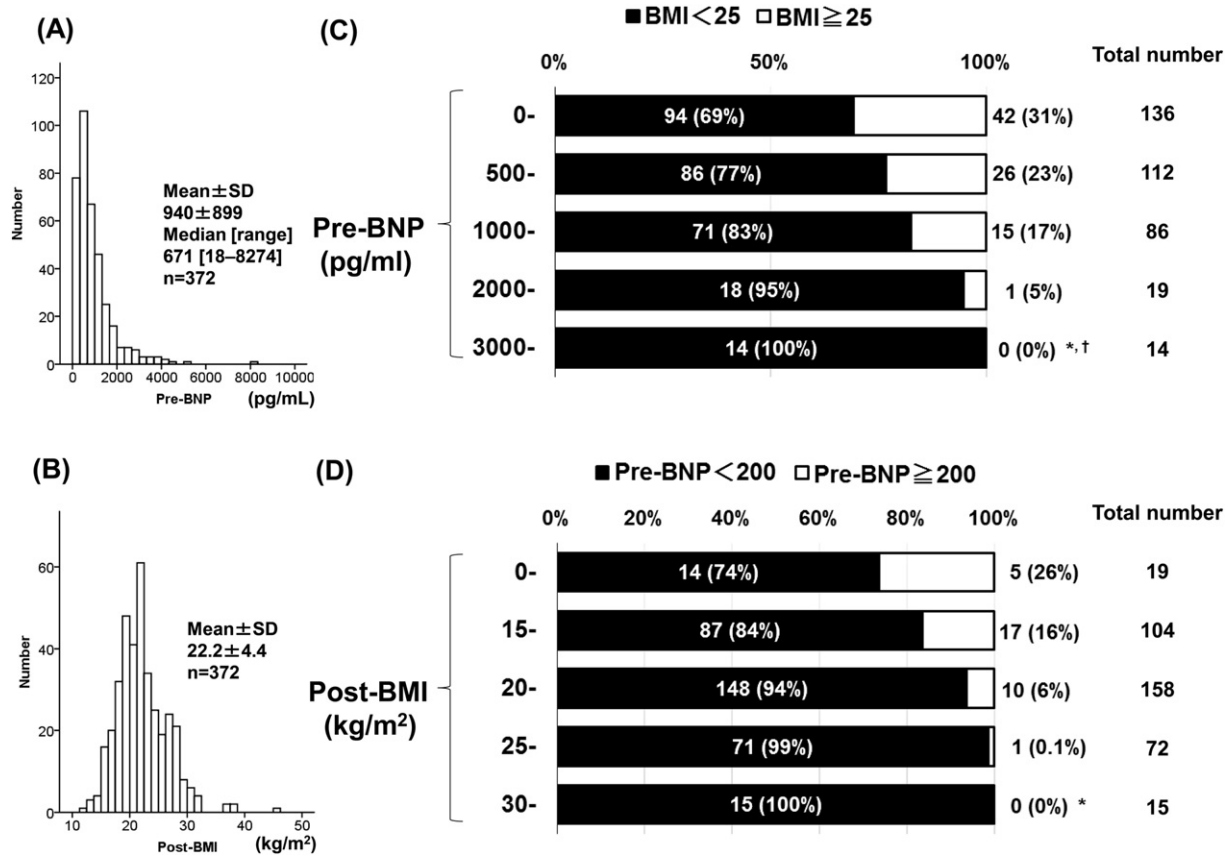 (A)
120
100
80
60
40
20
0
Number
Mean±SD
940±899
Median [range]
671 [18–8274]
n=372
0 2000 4000 6000 8000 10000
Pre-BNP (pg/mL)
(C)
■BMI＜25 □BMI≧25
0% 50% 100% Total number
Pre-BNP
(pg/ml)
0- 94 (69%) 42 (31%) 136
500- 86 (77%) 26 (23%) 112
1000- 71 (83%) 15 (17%) 86
2000- 18 (95%) 1 (5%) 19
3000- 14 (100%) 0 (0%) *,† 14
(B)
60
40
20
0
Number
Mean±SD
22.2±4.4
n=372
10 20 30 40 50
Post-BMI (kg/m²)
(D)
■Pre-BNP＜200 □Pre-BNP≧200
0% 20% 40% 60% 80% 100% Total number
Post-BMI
(kg/m²)
0- 14 (74%) 5 (26%) 19
15- 87 (84%) 17 (16%) 104
20- 148 (94%) 10 (6%) 158
25- 71 (99%) 1 (0.1%) 72
30- 15 (100%) 0 (0%) * 15